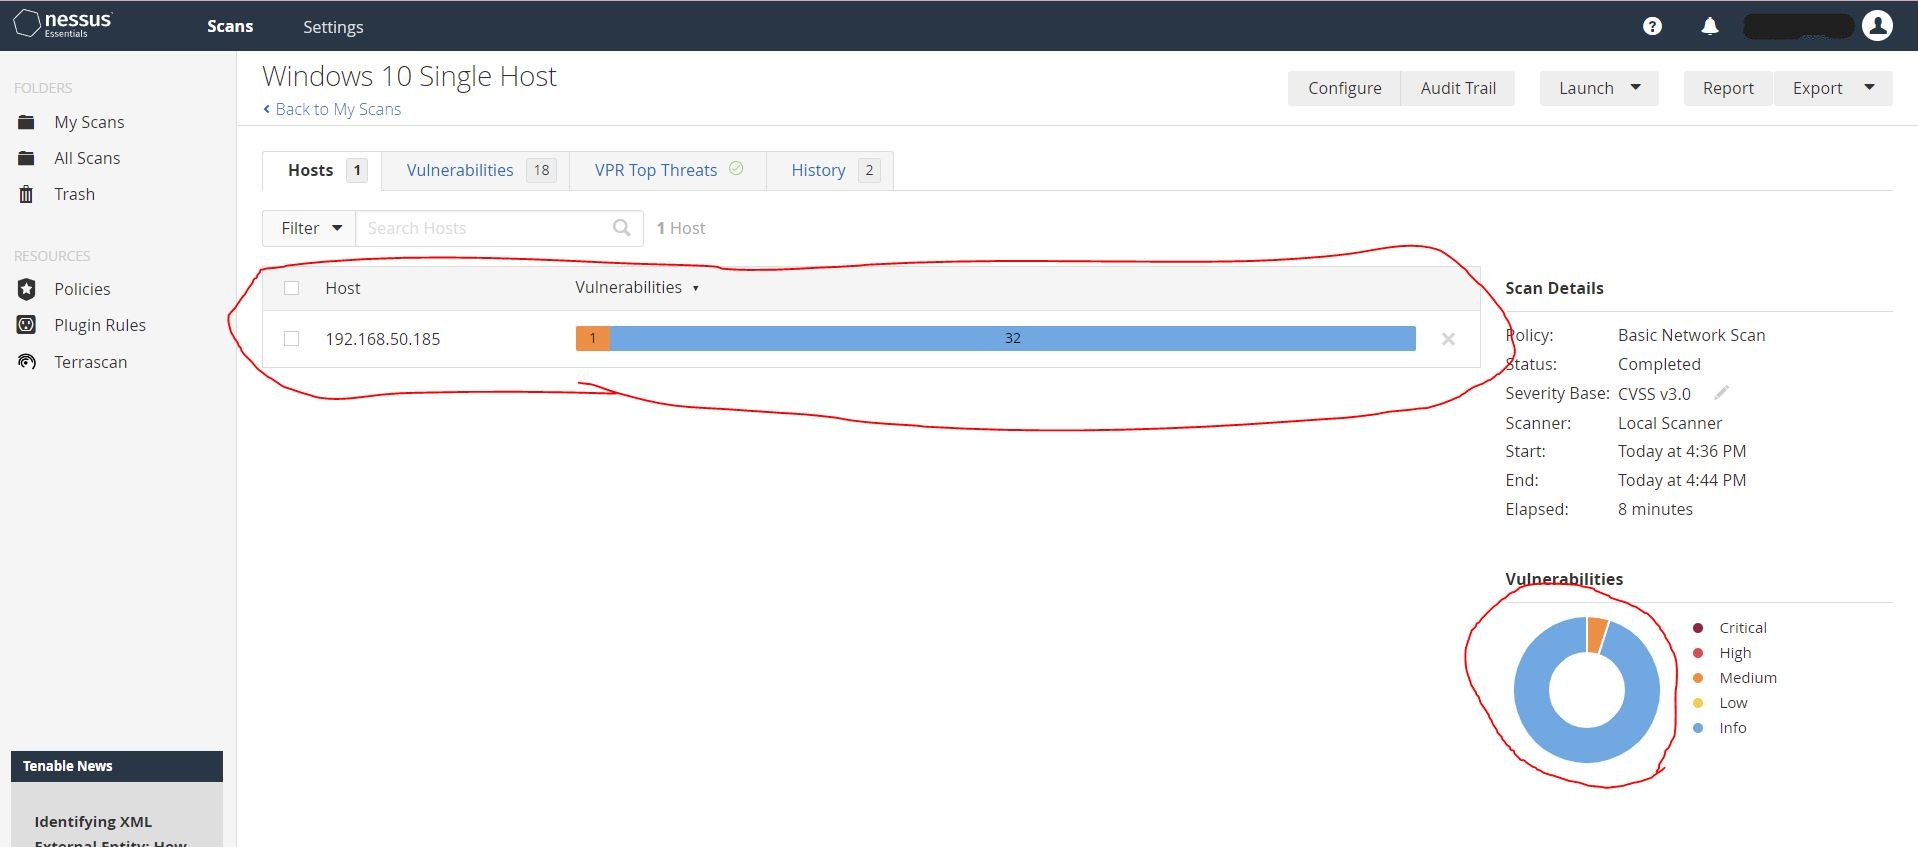 nessus
Essentials
Scans
Settings
FOLDERS
My Scans
All Scans
Trash
RESOURCES
Policies
Plugin Rules
Terrascan
Tenable News
Identifying XML
External Entity: How
Windows 10 Single Host
Back to My Scans
Configure
Audit Trail
Launch
Report
Export
Hosts 1
Vulnerabilities 18
VPR Top Threats
History 2
Filter
Search Hosts
1 Host
Host Vulnerabilities
192.168.50.185 1 32
Scan Details
Policy: Basic Network Scan
Status: Completed
Severity Base: CVSS v3.0
Scanner: Local Scanner
Start: Today at 4:36 PM
End: Today at 4:44 PM
Elapsed: 8 minutes
Vulnerabilities
Critical
High
Medium
Low
Info